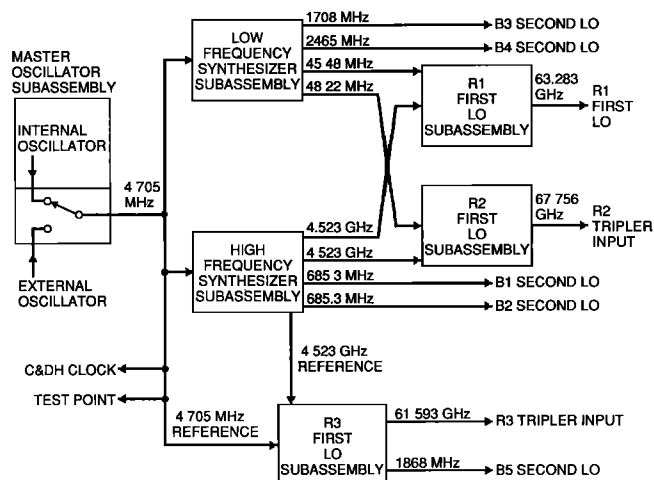 MASTER
OSCILLATOR
SUBASSEMBLY
INTERNAL
OSCILLATOR
EXTERNAL
OSCILLATOR
4 705
MHz
LOW
FREQUENCY
SYNTHESIZER
SUBASSEMBLY
1708 MHz
B3 SECOND LO
2465 MHz
B4 SECOND LO
45 48 MHz
48 22 MHz
R1
FIRST
LO
SUBASSEMBLY
63.283
GHz
R1
FIRST
LO
R2
FIRST
LO
SUBASSEMBLY
67 756
GHz
R2
TRIPLER
INPUT
HIGH
FREQUENCY
SYNTHESIZER
SUBASSEMBLY
4.523 GHz
4 523 GHz
685 3 MHz
B1 SECOND LO
685.3 MHz
B2 SECOND LO
4 523 GHz
REFERENCE
C&DH CLOCK
TEST POINT
4 705 MHz
REFERENCE
R3
FIRST
LO
SUBASSEMBLY
61 593 GHz
R3 TRIPLER INPUT
1868 MHz
B5 SECOND LO